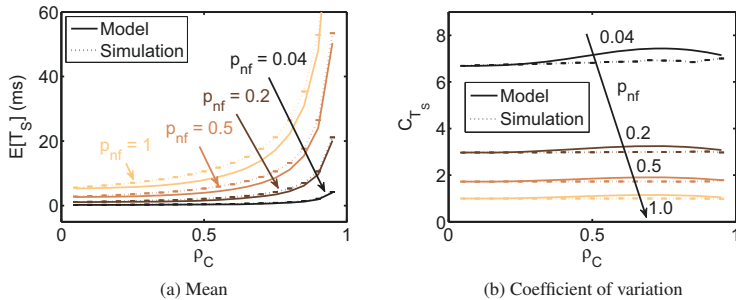 60
40
20
0
E[T_S] (ms)
Model
Simulation
p_nf = 0.04
p_nf = 0.2
p_nf = 0.5
p_nf = 1
0
0.5
1
ρ_C
(a) Mean
8
6
4
2
0
C_T_s
0.04
p_nf
Model
Simulation
0.2
0.5
1.0
0
0.5
1
ρ_C
(b) Coefficient of variation